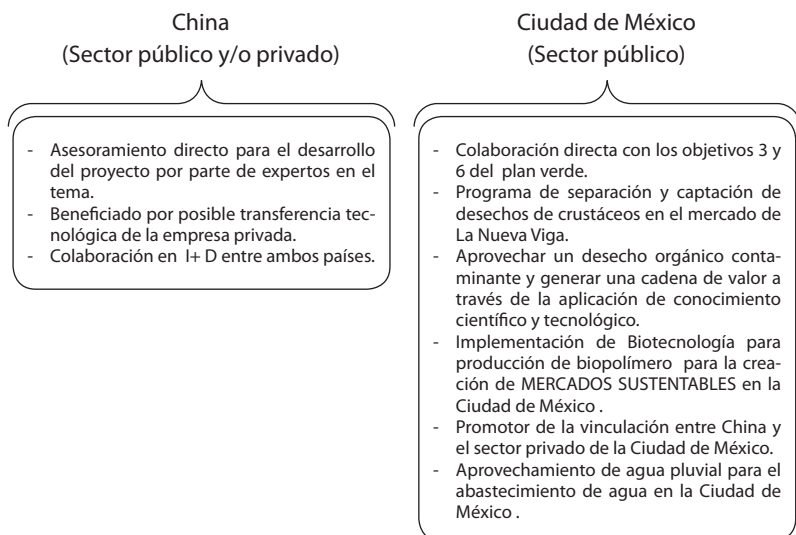 China
(Sector público y/o privado)
- Asesoramiento directo para el desarrollo
del proyecto por parte de expertos en el
tema.
- Beneficiado por posible transferencia tec-
nológica de la empresa privada.
- Colaboración en I+ D entre ambos países.
Ciudad de México
(Sector público)
- Colaboración directa con los objetivos 3 y
6 del plan verde.
- Programa de separación y captación de
desechos de crustáceos en el mercado de
La Nueva Viga.
- Aprovechar un desecho orgánico conta-
minante y generar una cadena de valor a
través de la aplicación de conocimiento
científico y tecnológico.
- Implementación de Biotecnología para
producción de biopolímero para la crea-
ción de MERCADOS SUSTENTABLES en la
Ciudad de México .
- Promotor de la vinculación entre China y
el sector privado de la Ciudad de México.
- Aprovechamiento de agua pluvial para el
abastecimiento de agua en la Ciudad de
México .